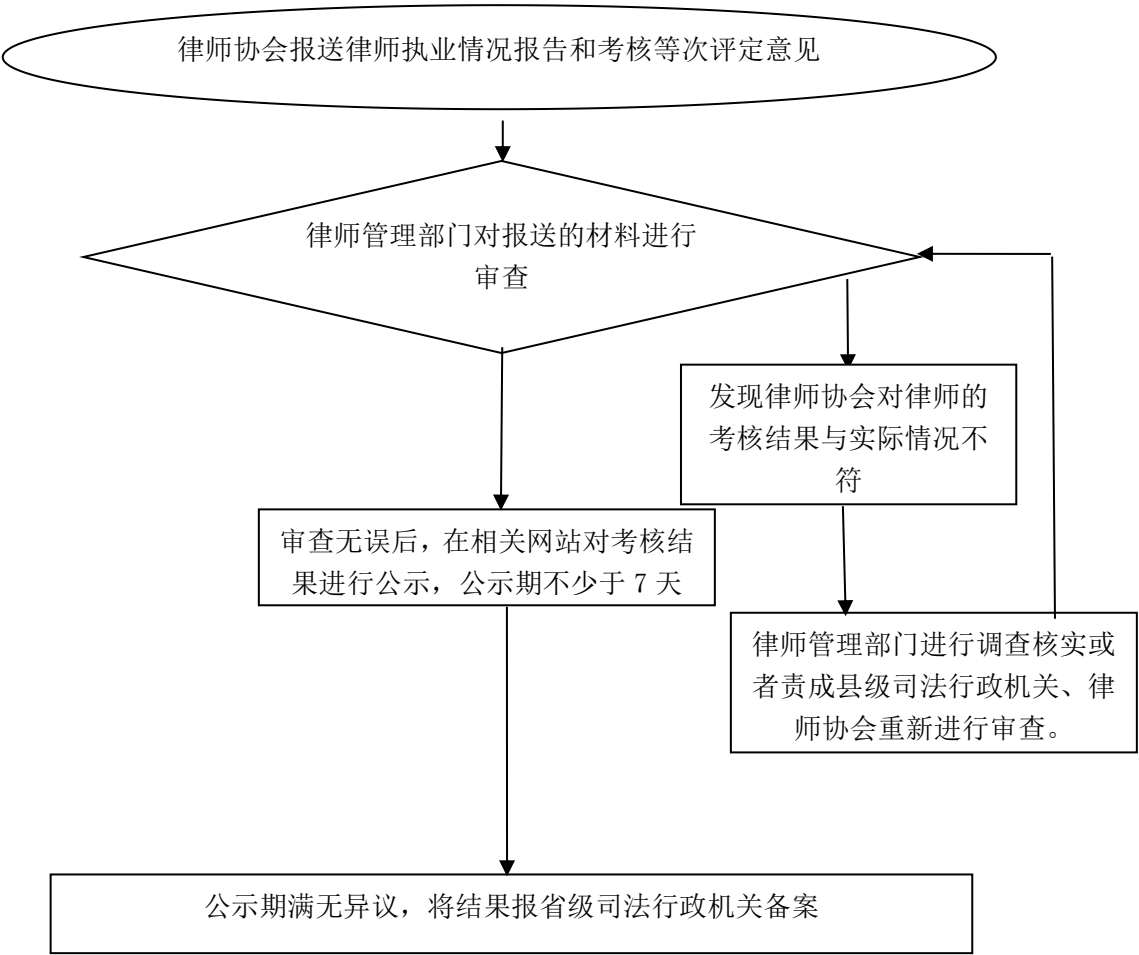 律师协会报送律师执业情况报告和考核等次评定意见
律师管理部门对报送的材料进行
审查
发现律师协会对律师的
考核结果与实际情况不
符
审查无误后，在相关网站对考核结
果进行公示，公示期不少于 7 天
律师管理部门进行调查核实或
者责成县级司法行政机关、律
师协会重新进行审查。
公示期满无异议，将结果报省级司法行政机关备案